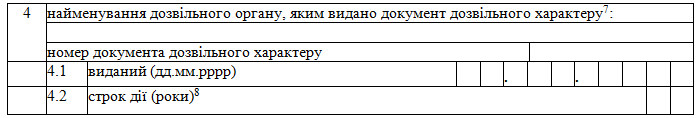 4 найменування дозвільного органу, яким видано документ дозвільного характеру7:
номер документа дозвільного характеру
4.1 виданий (дд.мм.рррр) . .
4.2 строк дії (роки)8